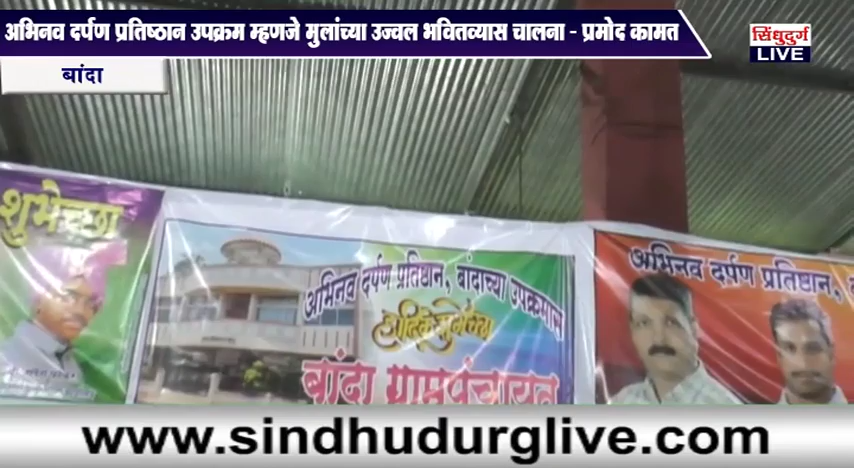 अभिनव दर्पण प्रतिष्ठान उपक्रम म्हणजे मुलांच्या उज्वल भवितव्यास चालना - प्रमोद कामत
सिंधुदुर्ग
LIVE
बांदा
शुभेच्छा
अभिनव दर्पण प्रतिष्ठान, बांदाच्या उपक्रमास
हार्दिक शुभेच्छा
बांदा ग्रामपंचायत
अभिनव दर्पण प्रतिष्ठान,
www.sindhudurglive.com